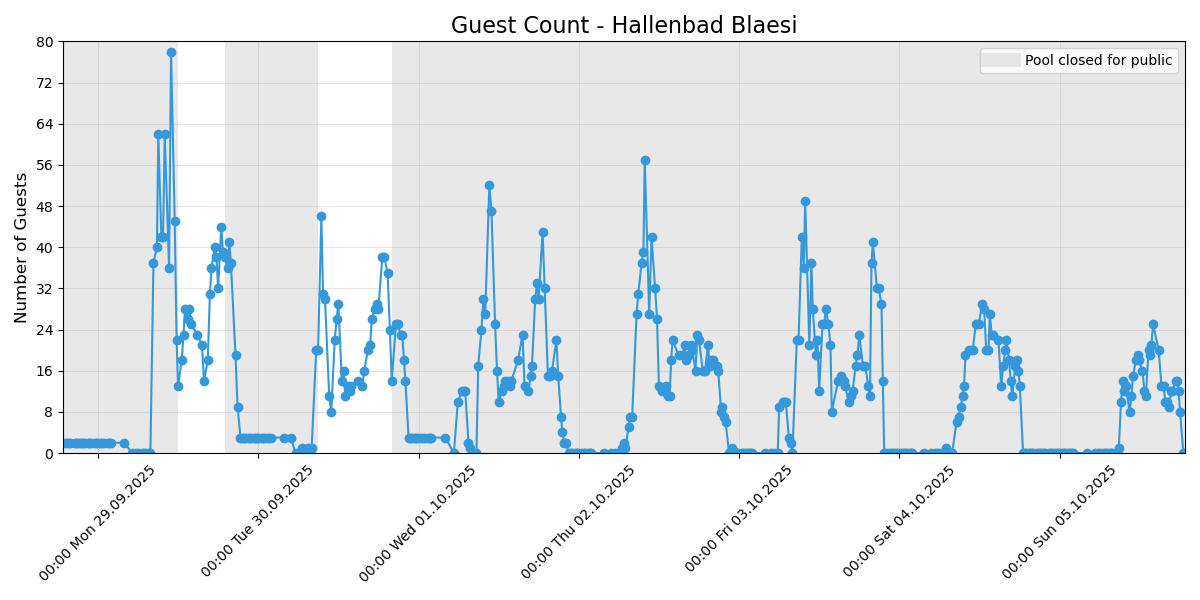 Guest Count - Hallenbad Blaesi
Pool closed for public
Number of Guests
80
72
64
56
48
40
32
24
16
8
0
00:00 Mon 29.09.2025
00:00 Tue 30.09.2025
00:00 Wed 01.10.2025
00:00 Thu 02.10.2025
00:00 Fri 03.10.2025
00:00 Sat 04.10.2025
00:00 Sun 05.10.2025